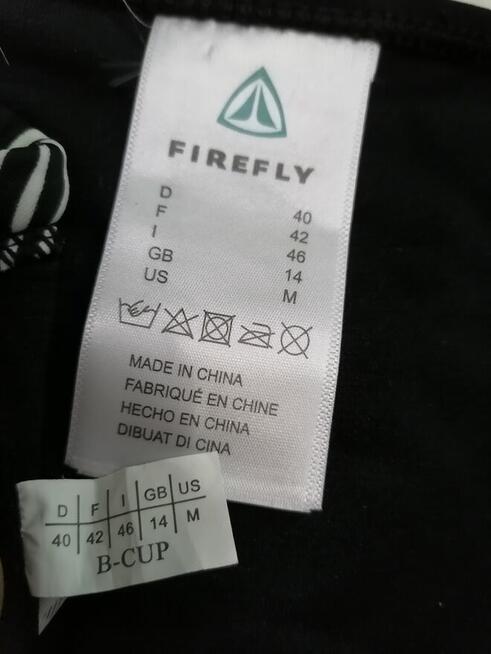 FIREFLY
D 40
F 42
I 46
GB 14
US M
MADE IN CHINA
FABRIQUÉ EN CHINE
HECHO EN CHINA
DIBUAT DI CINA
D F I GB US
40 42 46 14 M
B-CUP